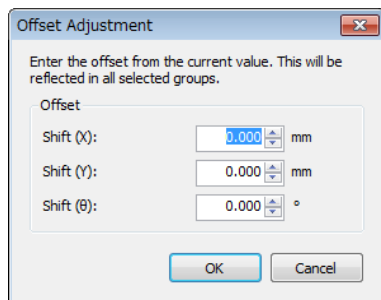 Offset Adjustment
Enter the offset from the current value. This will be
reflected in all selected groups.
Offset
Shift (X): 0.000 mm
Shift (Y): 0.000 mm
Shift (θ): 0.000 °
OK Cancel